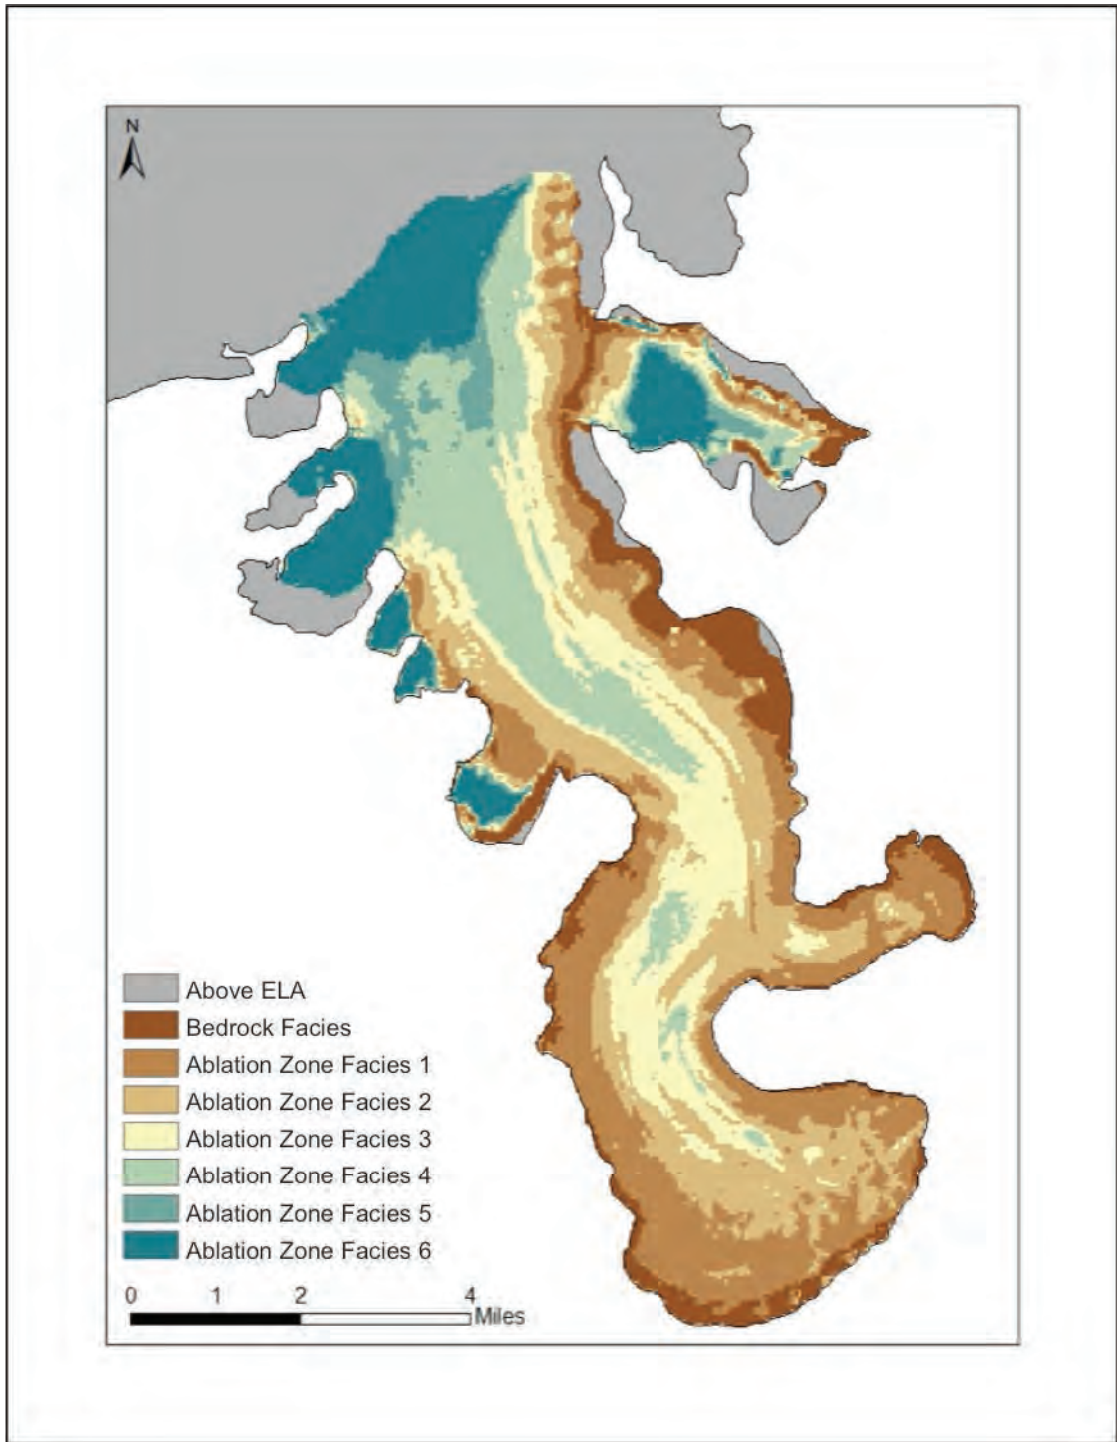 N
Above ELA
Bedrock Facies
Ablation Zone Facies 1
Ablation Zone Facies 2
Ablation Zone Facies 3
Ablation Zone Facies 4
Ablation Zone Facies 5
Ablation Zone Facies 6
0 1 2 4
Miles